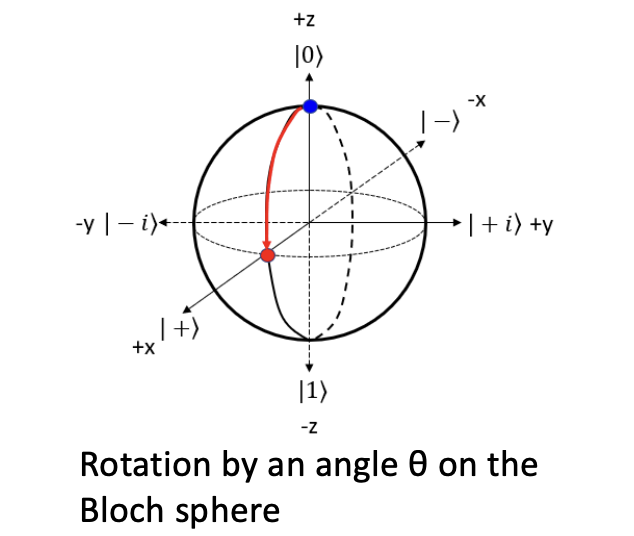 +z
|0⟩
-x
|−⟩
-y |−i⟩
|+i⟩ +y
|+⟩
+x
|1⟩
-z
Rotation by an angle θ on the
Bloch sphere